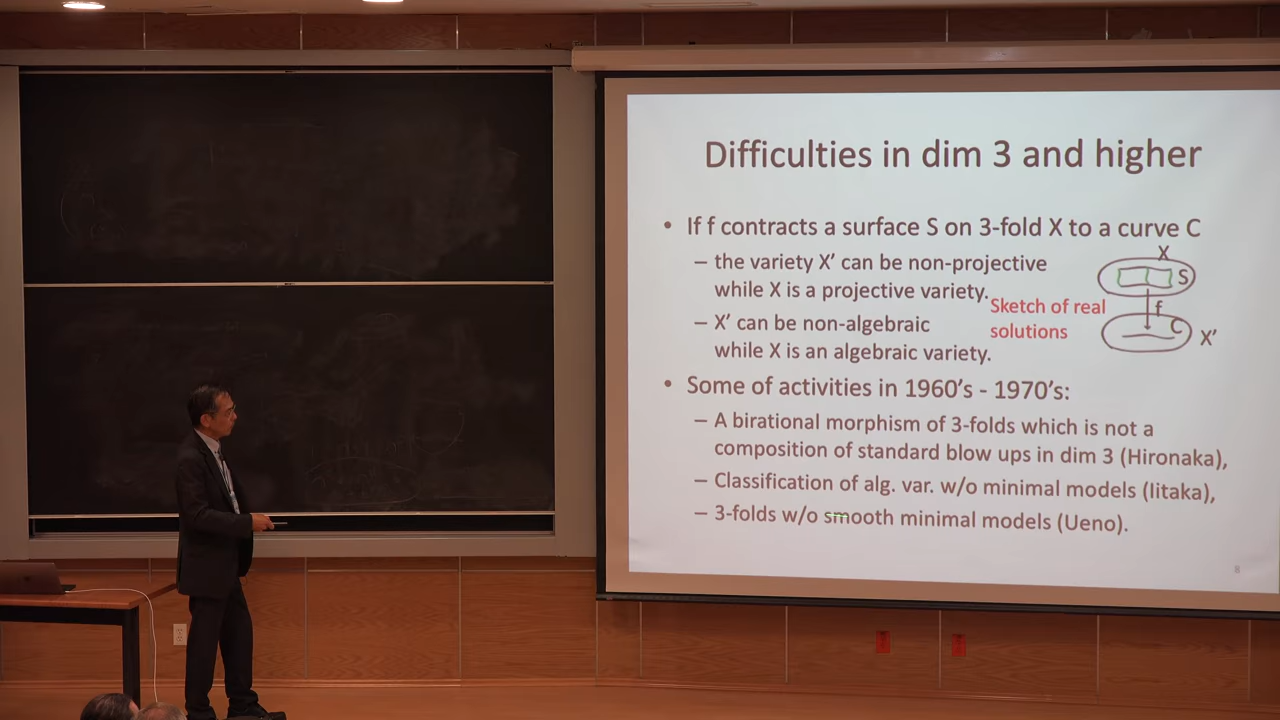 Difficulties in dim 3 and higher
• If f contracts a surface S on 3-fold X to a curve C
– the variety X′ can be non-projective
while X is a projective variety.
– X′ can be non-algebraic
while X is an algebraic variety.
Sketch of real
solutions
X
S
f
C
X'
• Some of activities in 1960’s - 1970’s:
– A birational morphism of 3-folds which is not a
composition of standard blow ups in dim 3 (Hironaka),
– Classification of alg. var. w/o minimal models (Iitaka),
– 3-folds w/o smooth minimal models (Ueno).
8